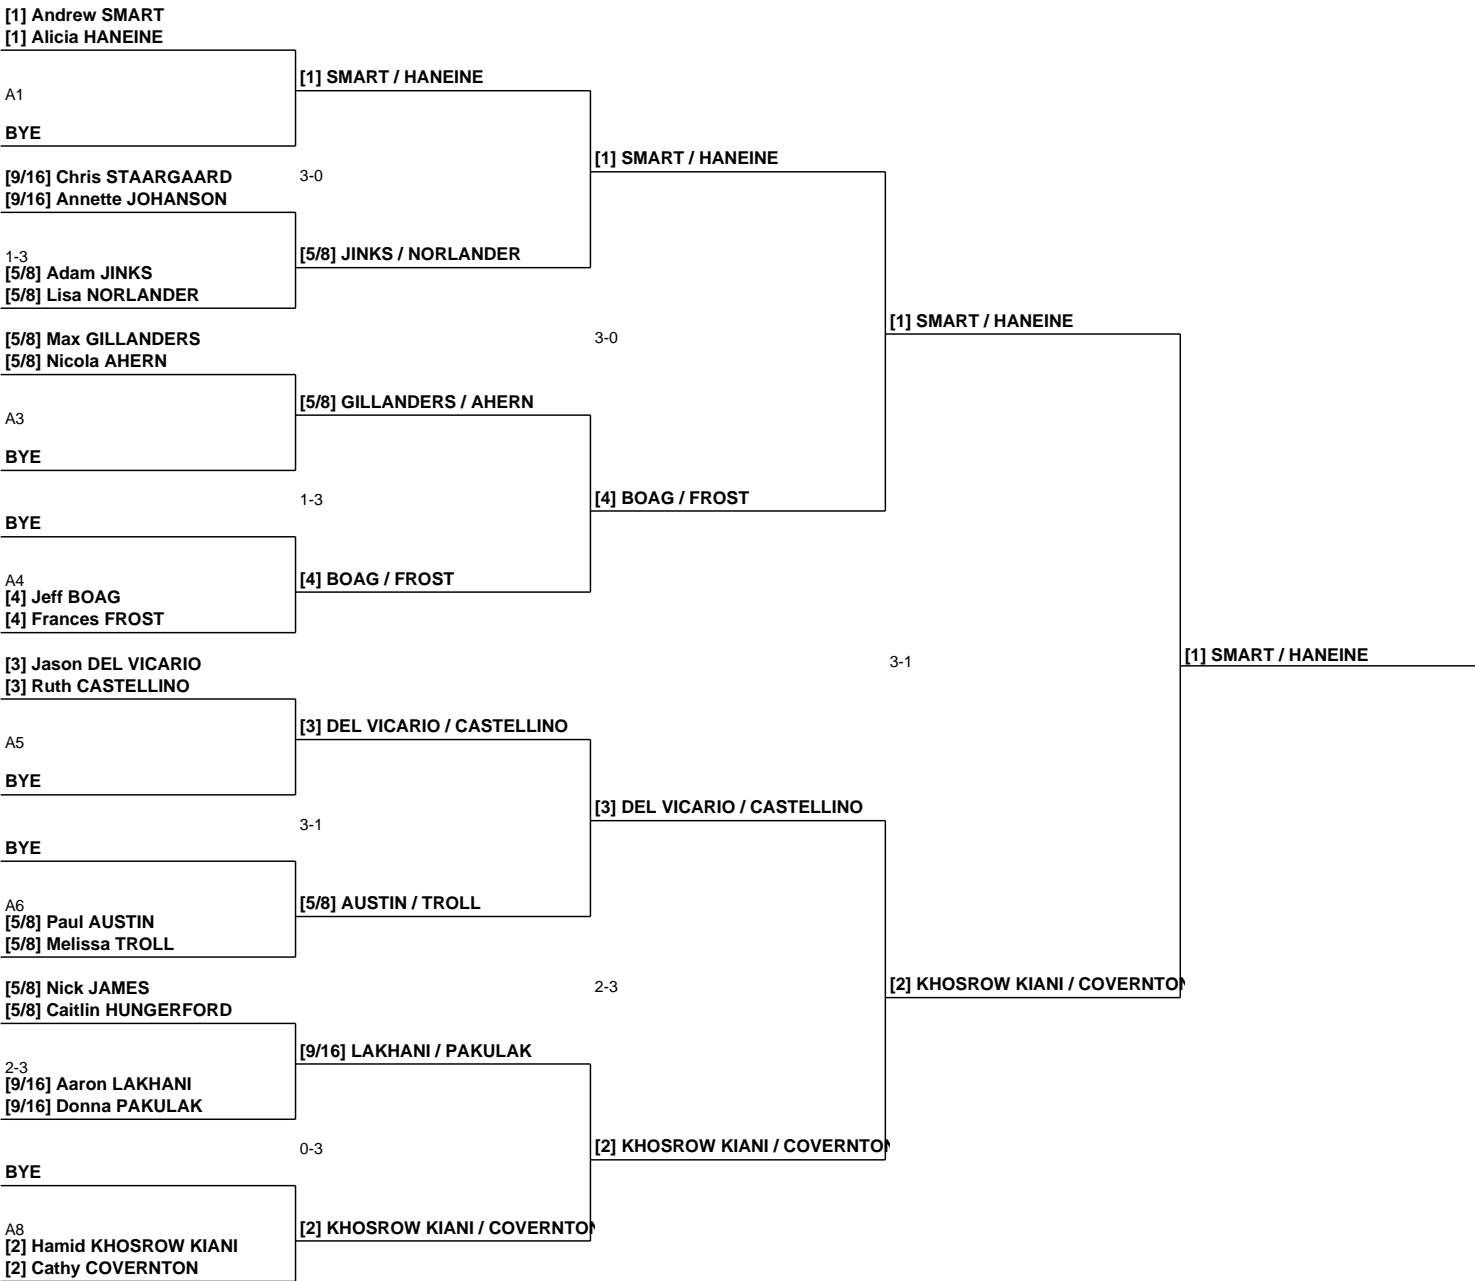 [1] Andrew SMART
[1] Alicia HANEINE
[1] SMART / HANEINE
A1
BYE
[1] SMART / HANEINE
[9/16] Chris STAARGAARD
3-0
[9/16] Annette JOHANSON
1-3
[5/8] JINKS / NORLANDER
[5/8] Adam JINKS
[5/8] Lisa NORLANDER
[1] SMART / HANEINE
[5/8] Max GILLANDERS
3-0
[5/8] Nicola AHERN
[5/8] GILLANDERS / AHERN
A3
BYE
1-3
[4] BOAG / FROST
BYE
A4
[4] BOAG / FROST
[4] Jeff BOAG
[4] Frances FROST
[1] SMART / HANEINE
3-1
[3] Jason DEL VICARIO
[3] Ruth CASTELLINO
[3] DEL VICARIO / CASTELLINO
A5
BYE
[3] DEL VICARIO / CASTELLINO
3-1
BYE
A6
[5/8] AUSTIN / TROLL
[5/8] Paul AUSTIN
[5/8] Melissa TROLL
[5/8] Nick JAMES
2-3
[2] KHOSROW KIANI / COVERNTON
[5/8] Caitlin HUNGERFORD
[9/16] LAKHANI / PAKULAK
2-3
[9/16] Aaron LAKHANI
[9/16] Donna PAKULAK
0-3
[2] KHOSROW KIANI / COVERNTON
BYE
A8
[2] KHOSROW KIANI / COVERNTON
[2] Hamid KHOSROW KIANI
[2] Cathy COVERNTON